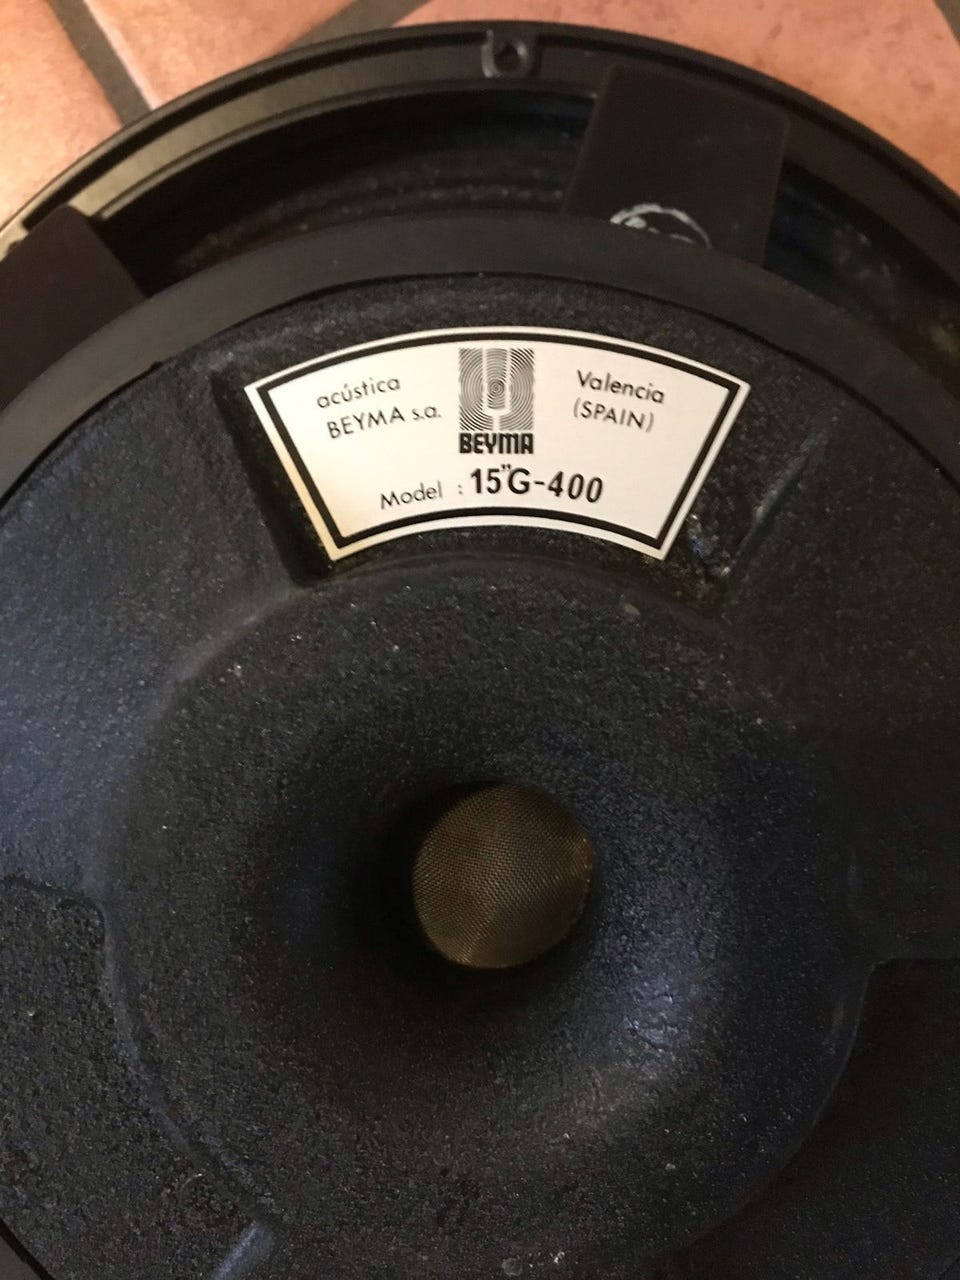 acústica
BEYMA s.a.
BEYMA
Valencia
(SPAIN)
Model : 15"G-400